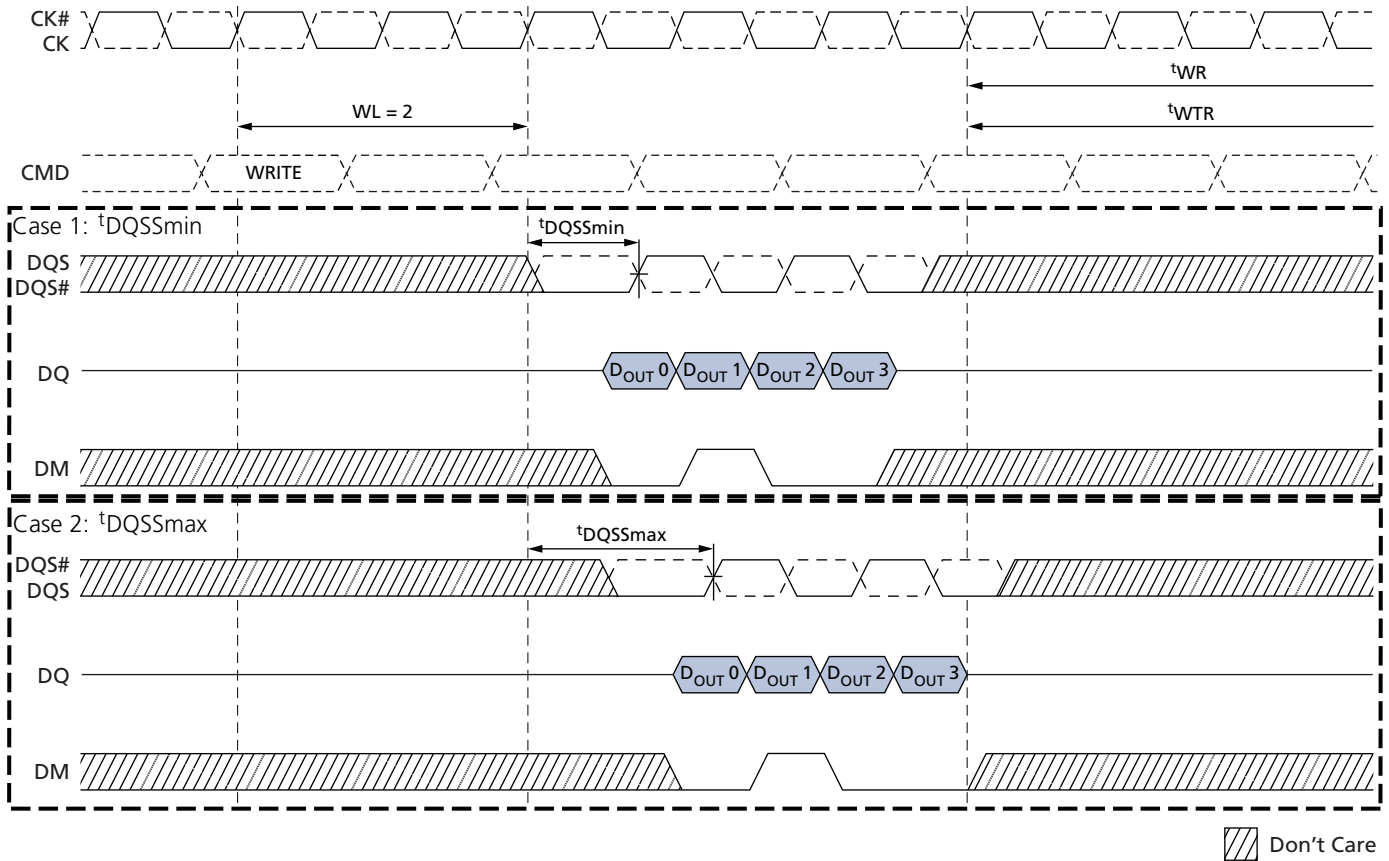 CK#
CK
tWR
WL = 2
tWTR
CMD
WRITE
Case 1: tDQSSmin
tDQSSmin
DQS
DQS#
DQ
DOUT 0 DOUT 1 DOUT 2 DOUT 3
DM
Case 2: tDQSSmax
tDQSSmax
DQS#
DQS
DQ
DOUT 0 DOUT 1 DOUT 2 DOUT 3
DM
Don't Care